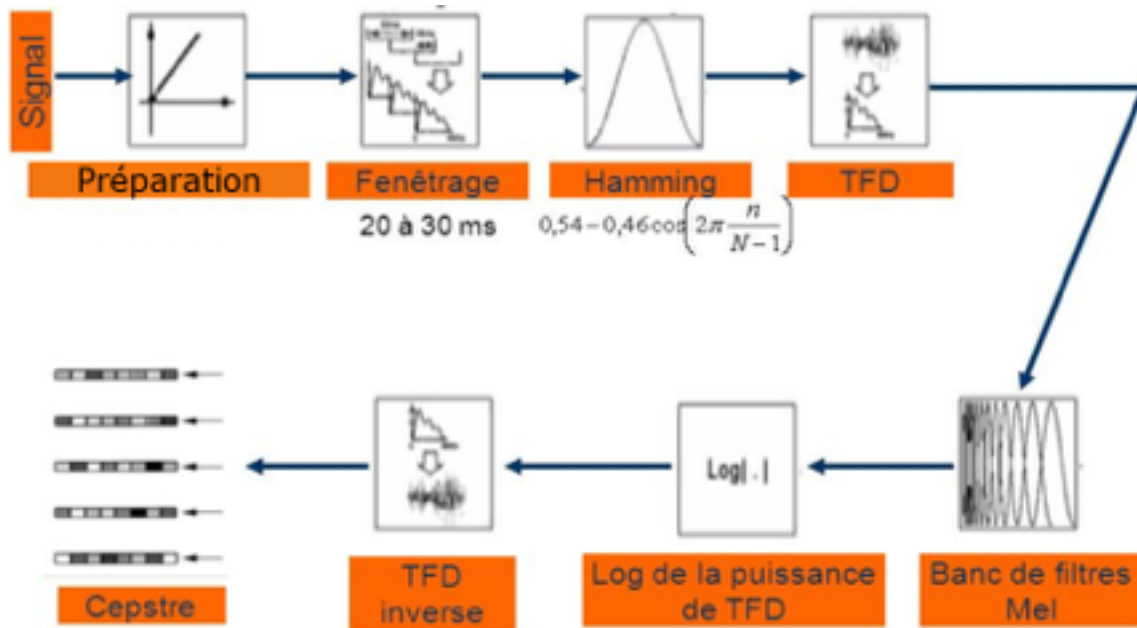 Signal
Préparation
Fenêtrage
Hamming
TFD
20 à 30 ms
0,54 – 0,46 cos(2π n/(N – 1))
Log| . |
TFD
inverse
Log de la puissance
de TFD
Banc de filtres
Mel
Cepstre